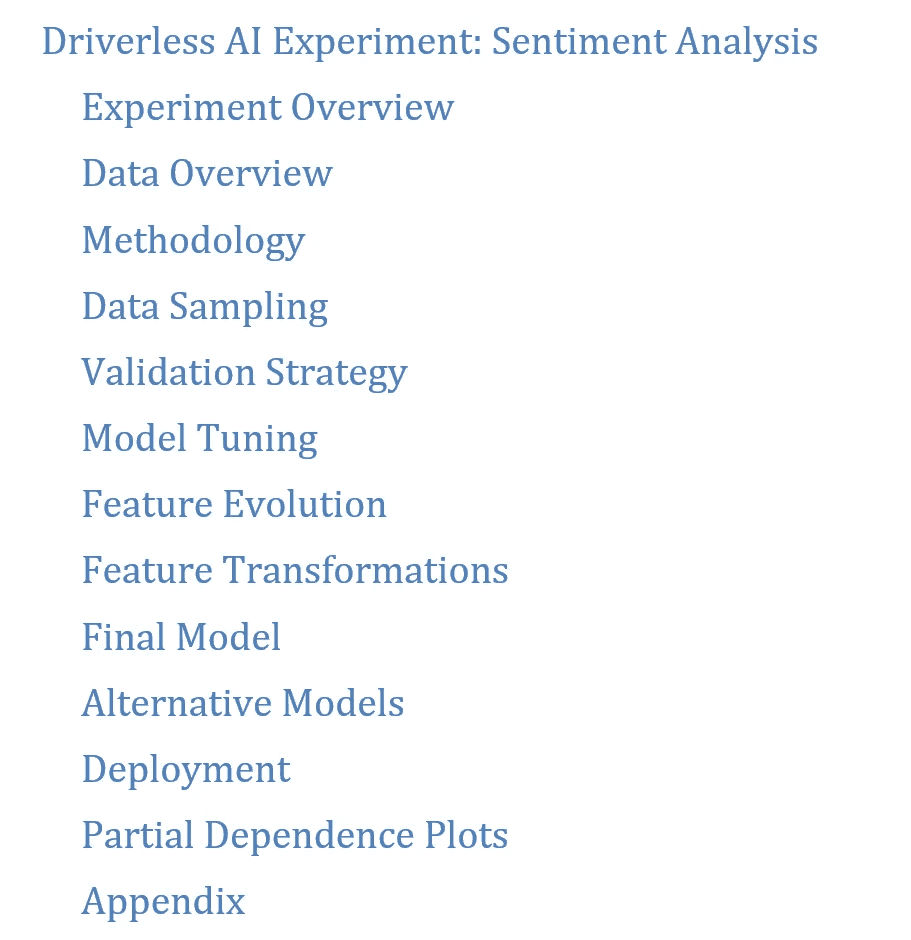 Driverless AI Experiment: Sentiment Analysis
Experiment Overview
Data Overview
Methodology
Data Sampling
Validation Strategy
Model Tuning
Feature Evolution
Feature Transformations
Final Model
Alternative Models
Deployment
Partial Dependence Plots
Appendix